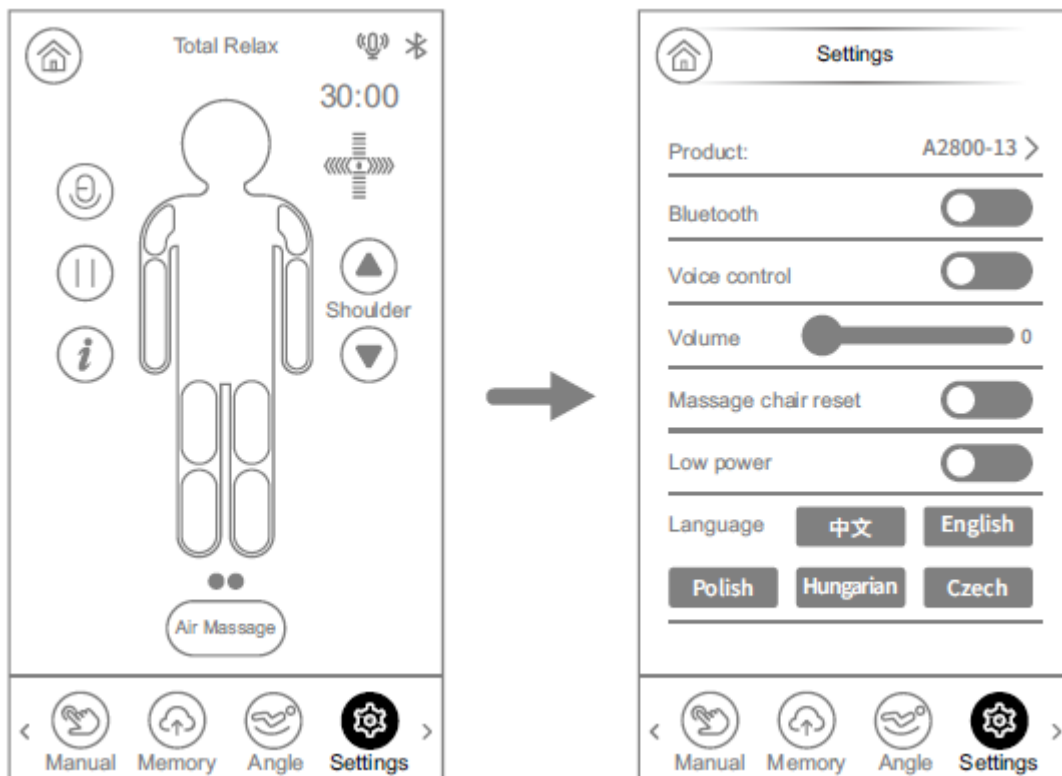 Total Relax
30:00
Shoulder
Air Massage
Manual Memory Angle Settings
Settings
Product: A2800-13
Bluetooth
Voice control
Volume 0
Massage chair reset
Low power
Language 中文 English
Polish Hungarian Czech
Manual Memory Angle Settings